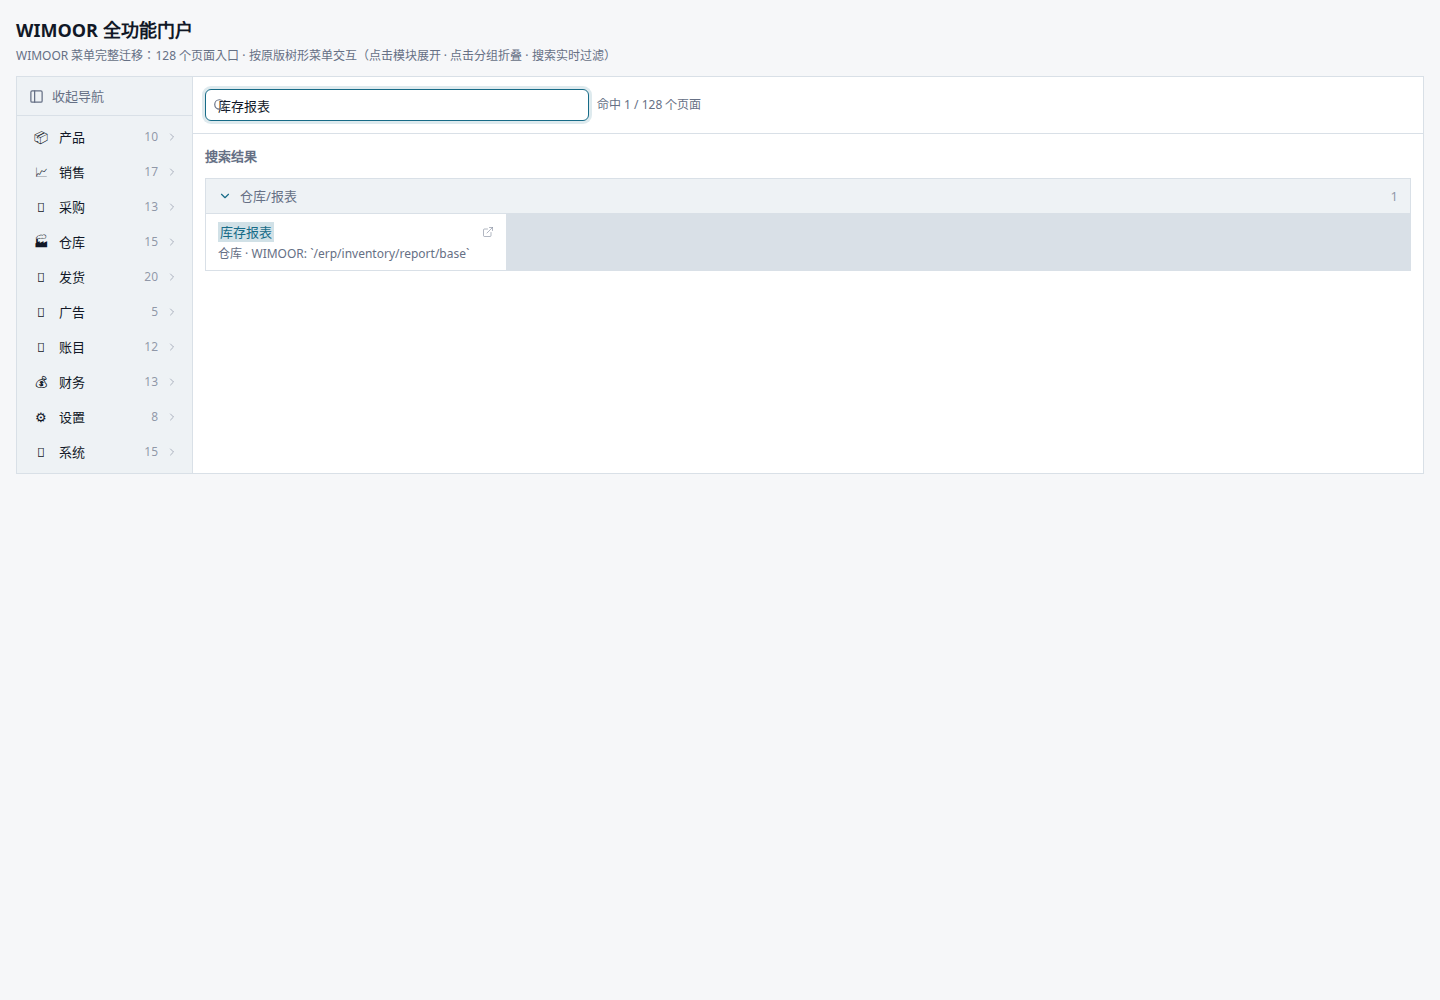 WIMOOR 全功能门户
WIMOOR 菜单完整迁移：128 个页面入口 · 按原版树形菜单交互（点击模块展开 · 点击分组折叠 · 搜索实时过滤）
收起导航
产品 10
销售 17
采购 13
仓库 15
发货 20
广告 5
账目 12
财务 13
设置 8
系统 15
库存报表
命中 1 / 128 个页面
搜索结果
仓库/报表 1
库存报表
仓库 · WIMOOR: `/erp/inventory/report/base`